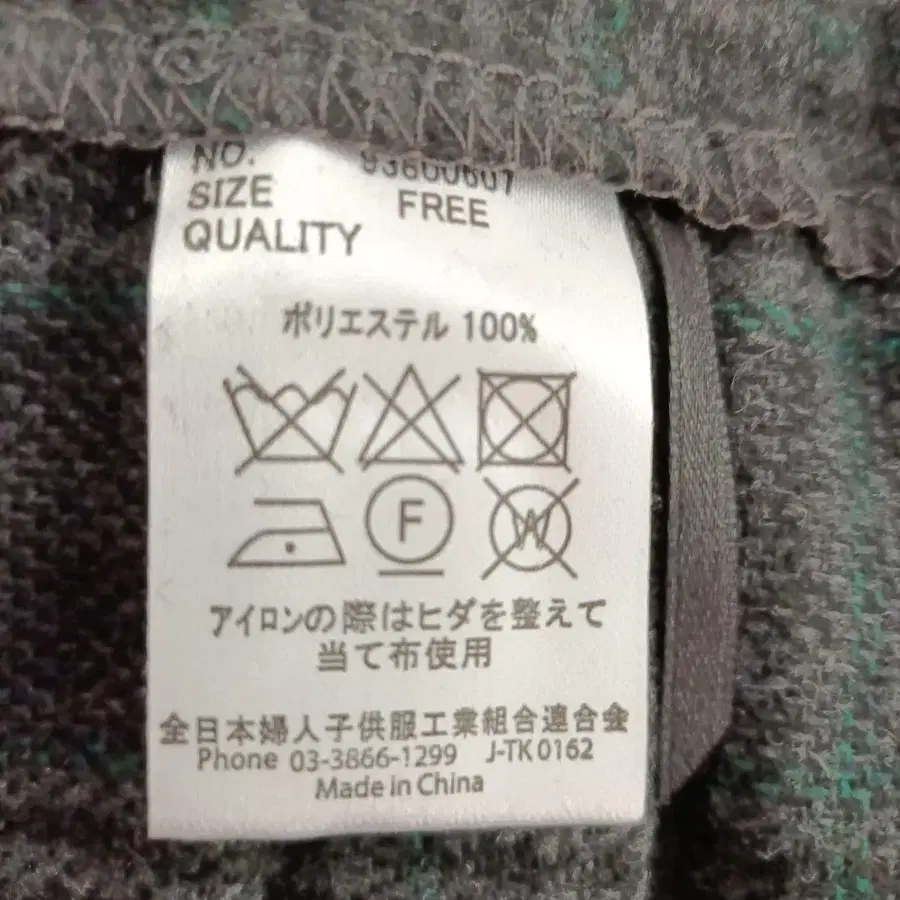 NO.
SIZE FREE
QUALITY
ポリエステル 100%
F
W
アイロンの際はヒダを整えて
当て布使用
全日本婦人子供服工業組合連合会
Phone 03-3866-1299 J-TK0162
Made in China